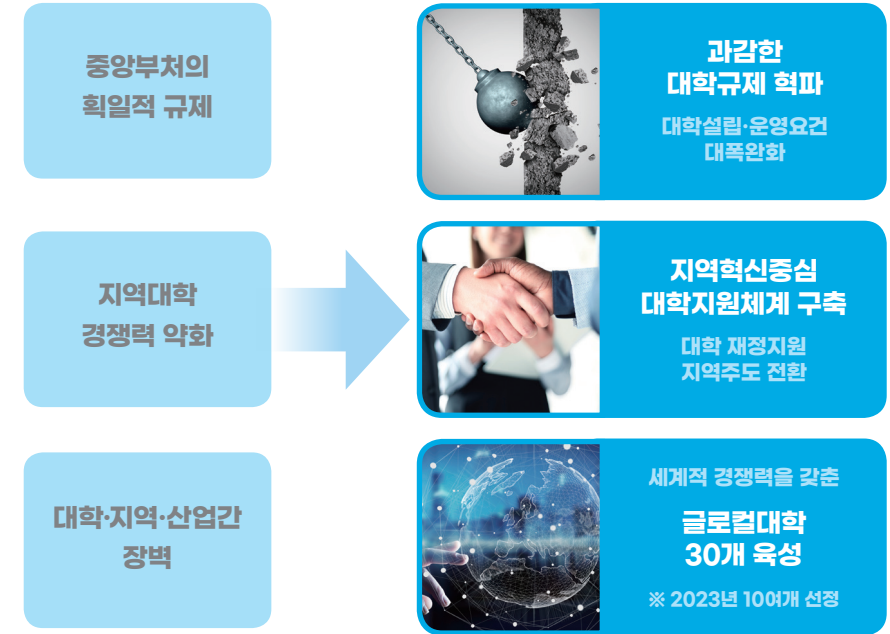 중앙부처의
획일적 규제
과감한
대학규제 혁파
대학설립·운영요건
대폭완화
지역대학
경쟁력 약화
지역혁신중심
대학지원체계 구축
대학 재정지원
지역주도 전환
대학·지역·산업간
장벽
세계적 경쟁력을 갖춘
글로컬대학
30개 육성
※ 2023년 10여개 선정